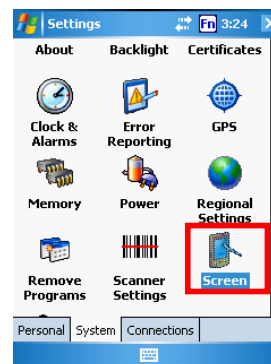 Settings Fn 3:24
About Backlight Certificates
Clock & Error GPS
Alarms Reporting
Memory Power Regional
Settings
Remove Scanner Screen
Programs Settings
Personal System Connections